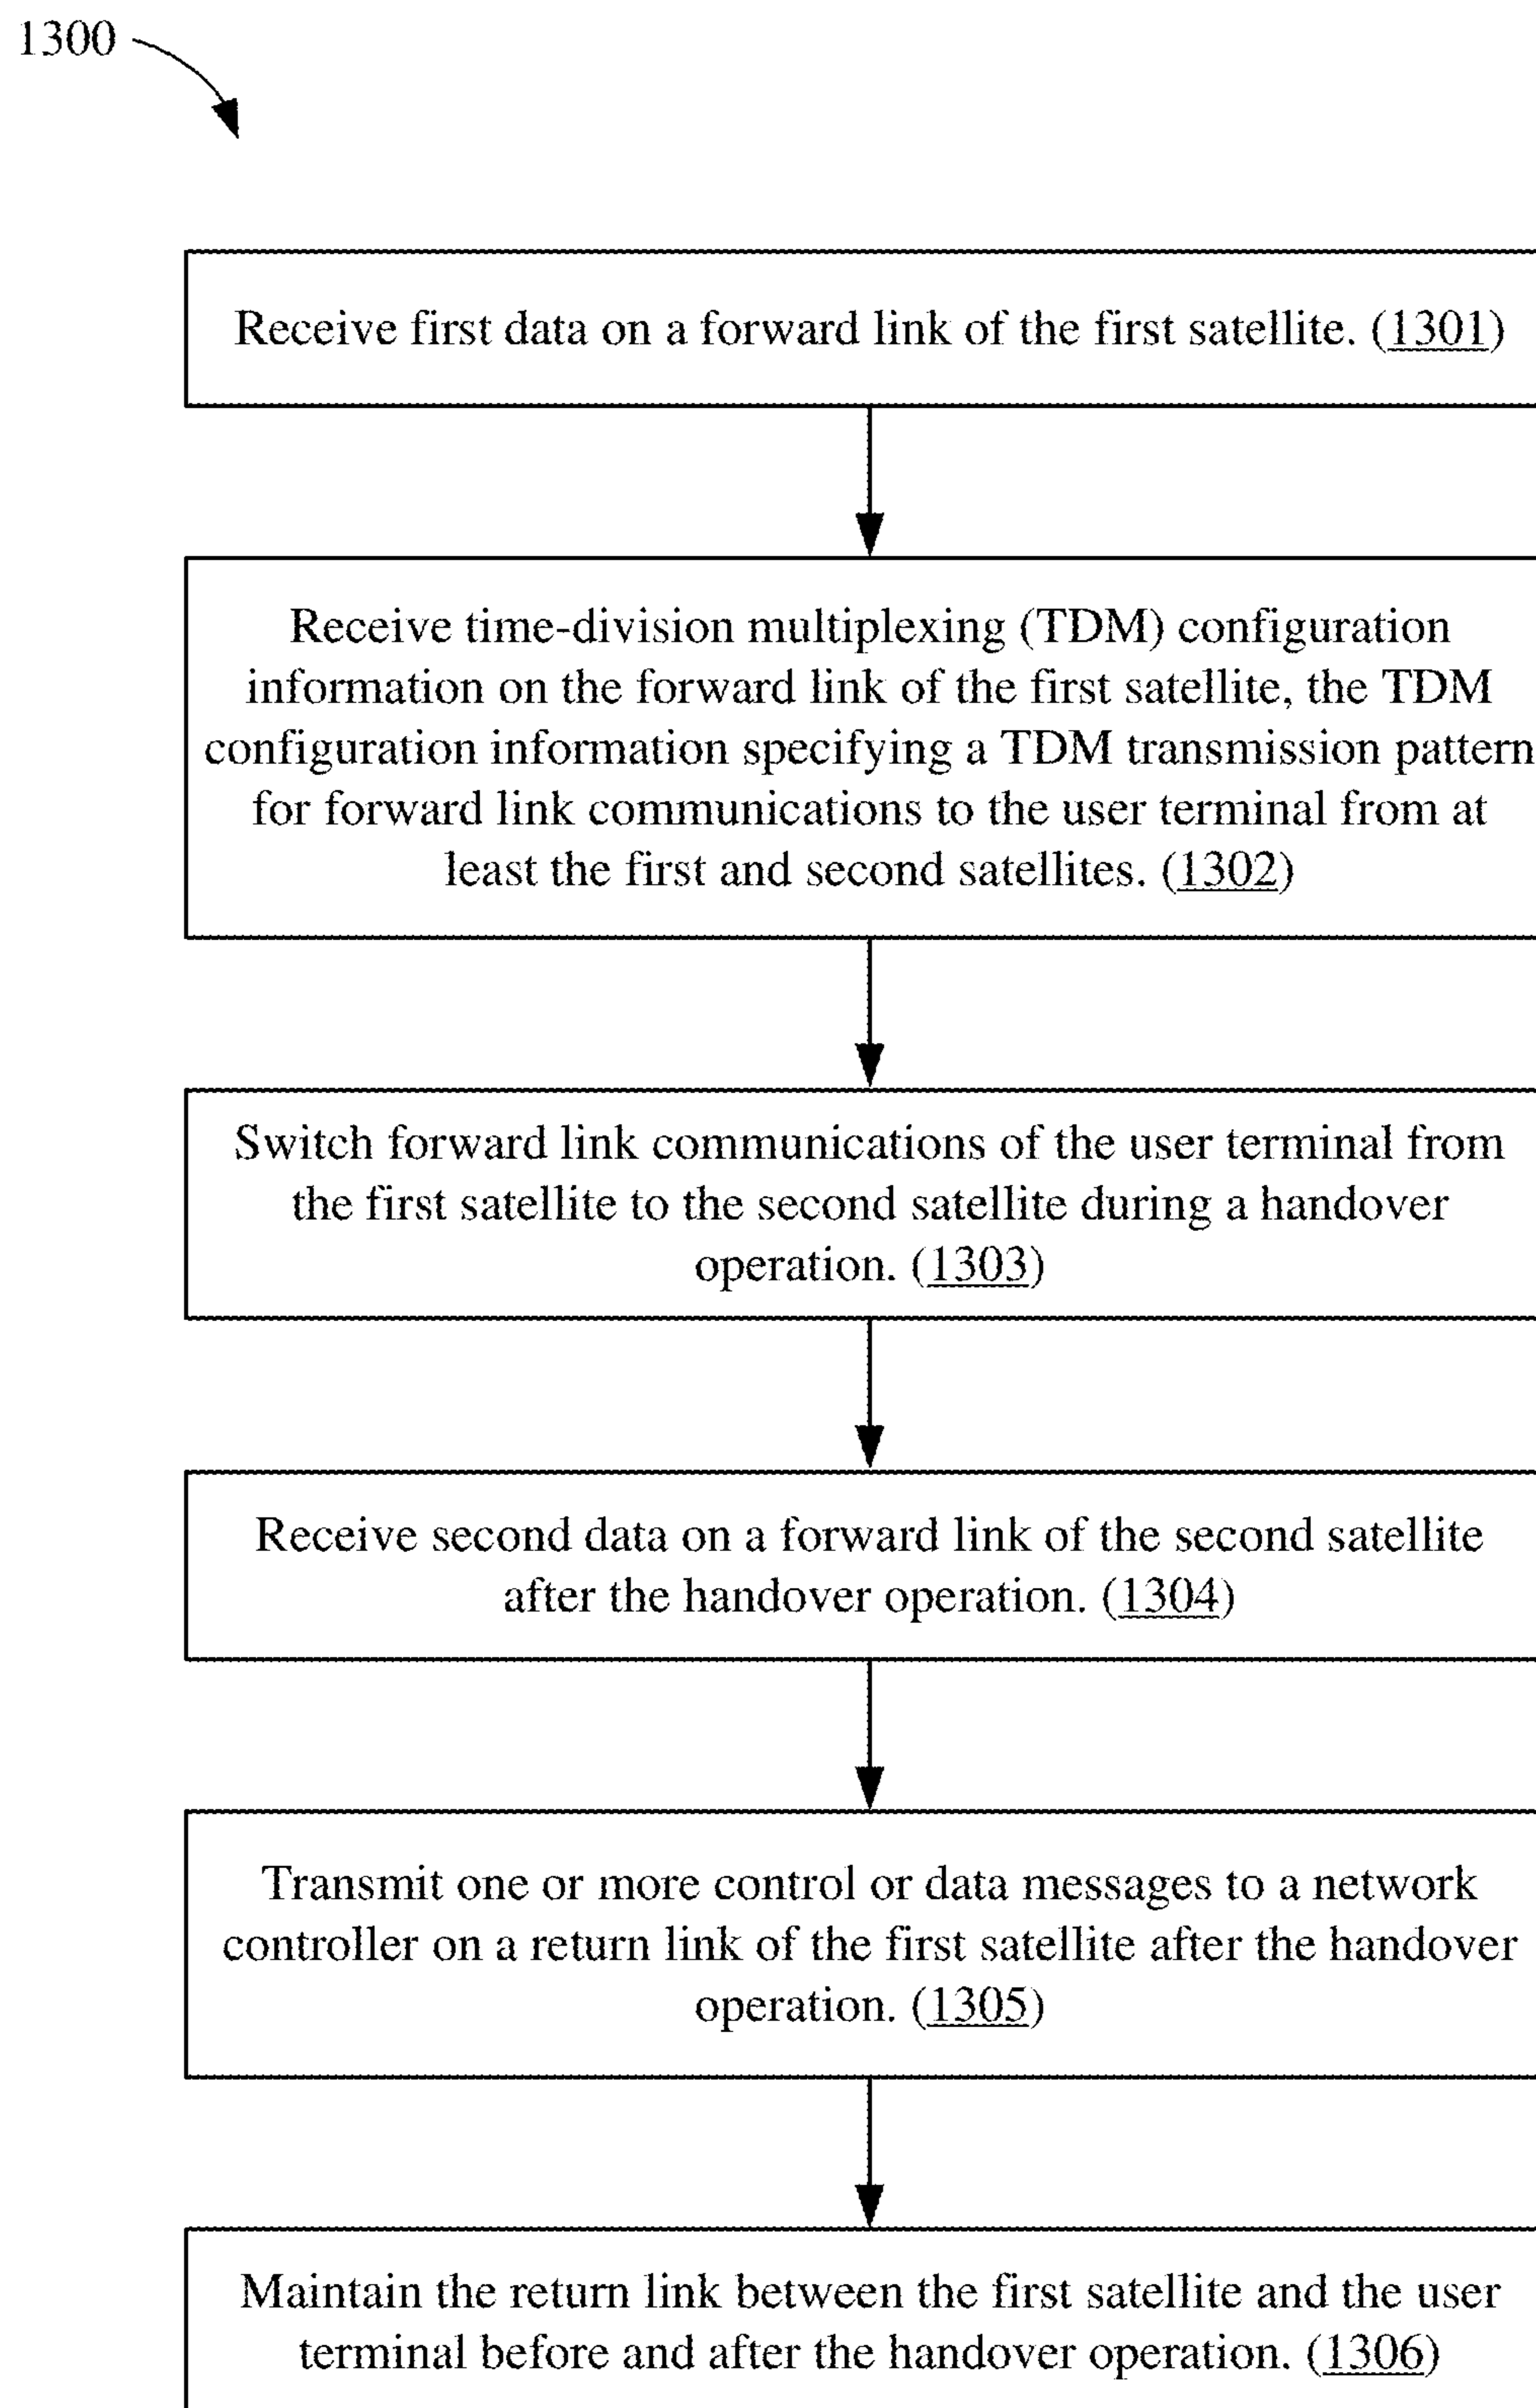 1300
Receive first data on a forward link of the first satellite. (1301)
Receive time-division multiplexing (TDM) configuration
information on the forward link of the first satellite, the TDM
configuration information specifying a TDM transmission pattern
for forward link communications to the user terminal from at
least the first and second satellites. (1302)
Switch forward link communications of the user terminal from
the first satellite to the second satellite during a handover
operation. (1303)
Receive second data on a forward link of the second satellite
after the handover operation. (1304)
Transmit one or more control or data messages to a network
controller on a return link of the first satellite after the handover
operation. (1305)
Maintain the return link between the first satellite and the user
terminal before and after the handover operation. (1306)